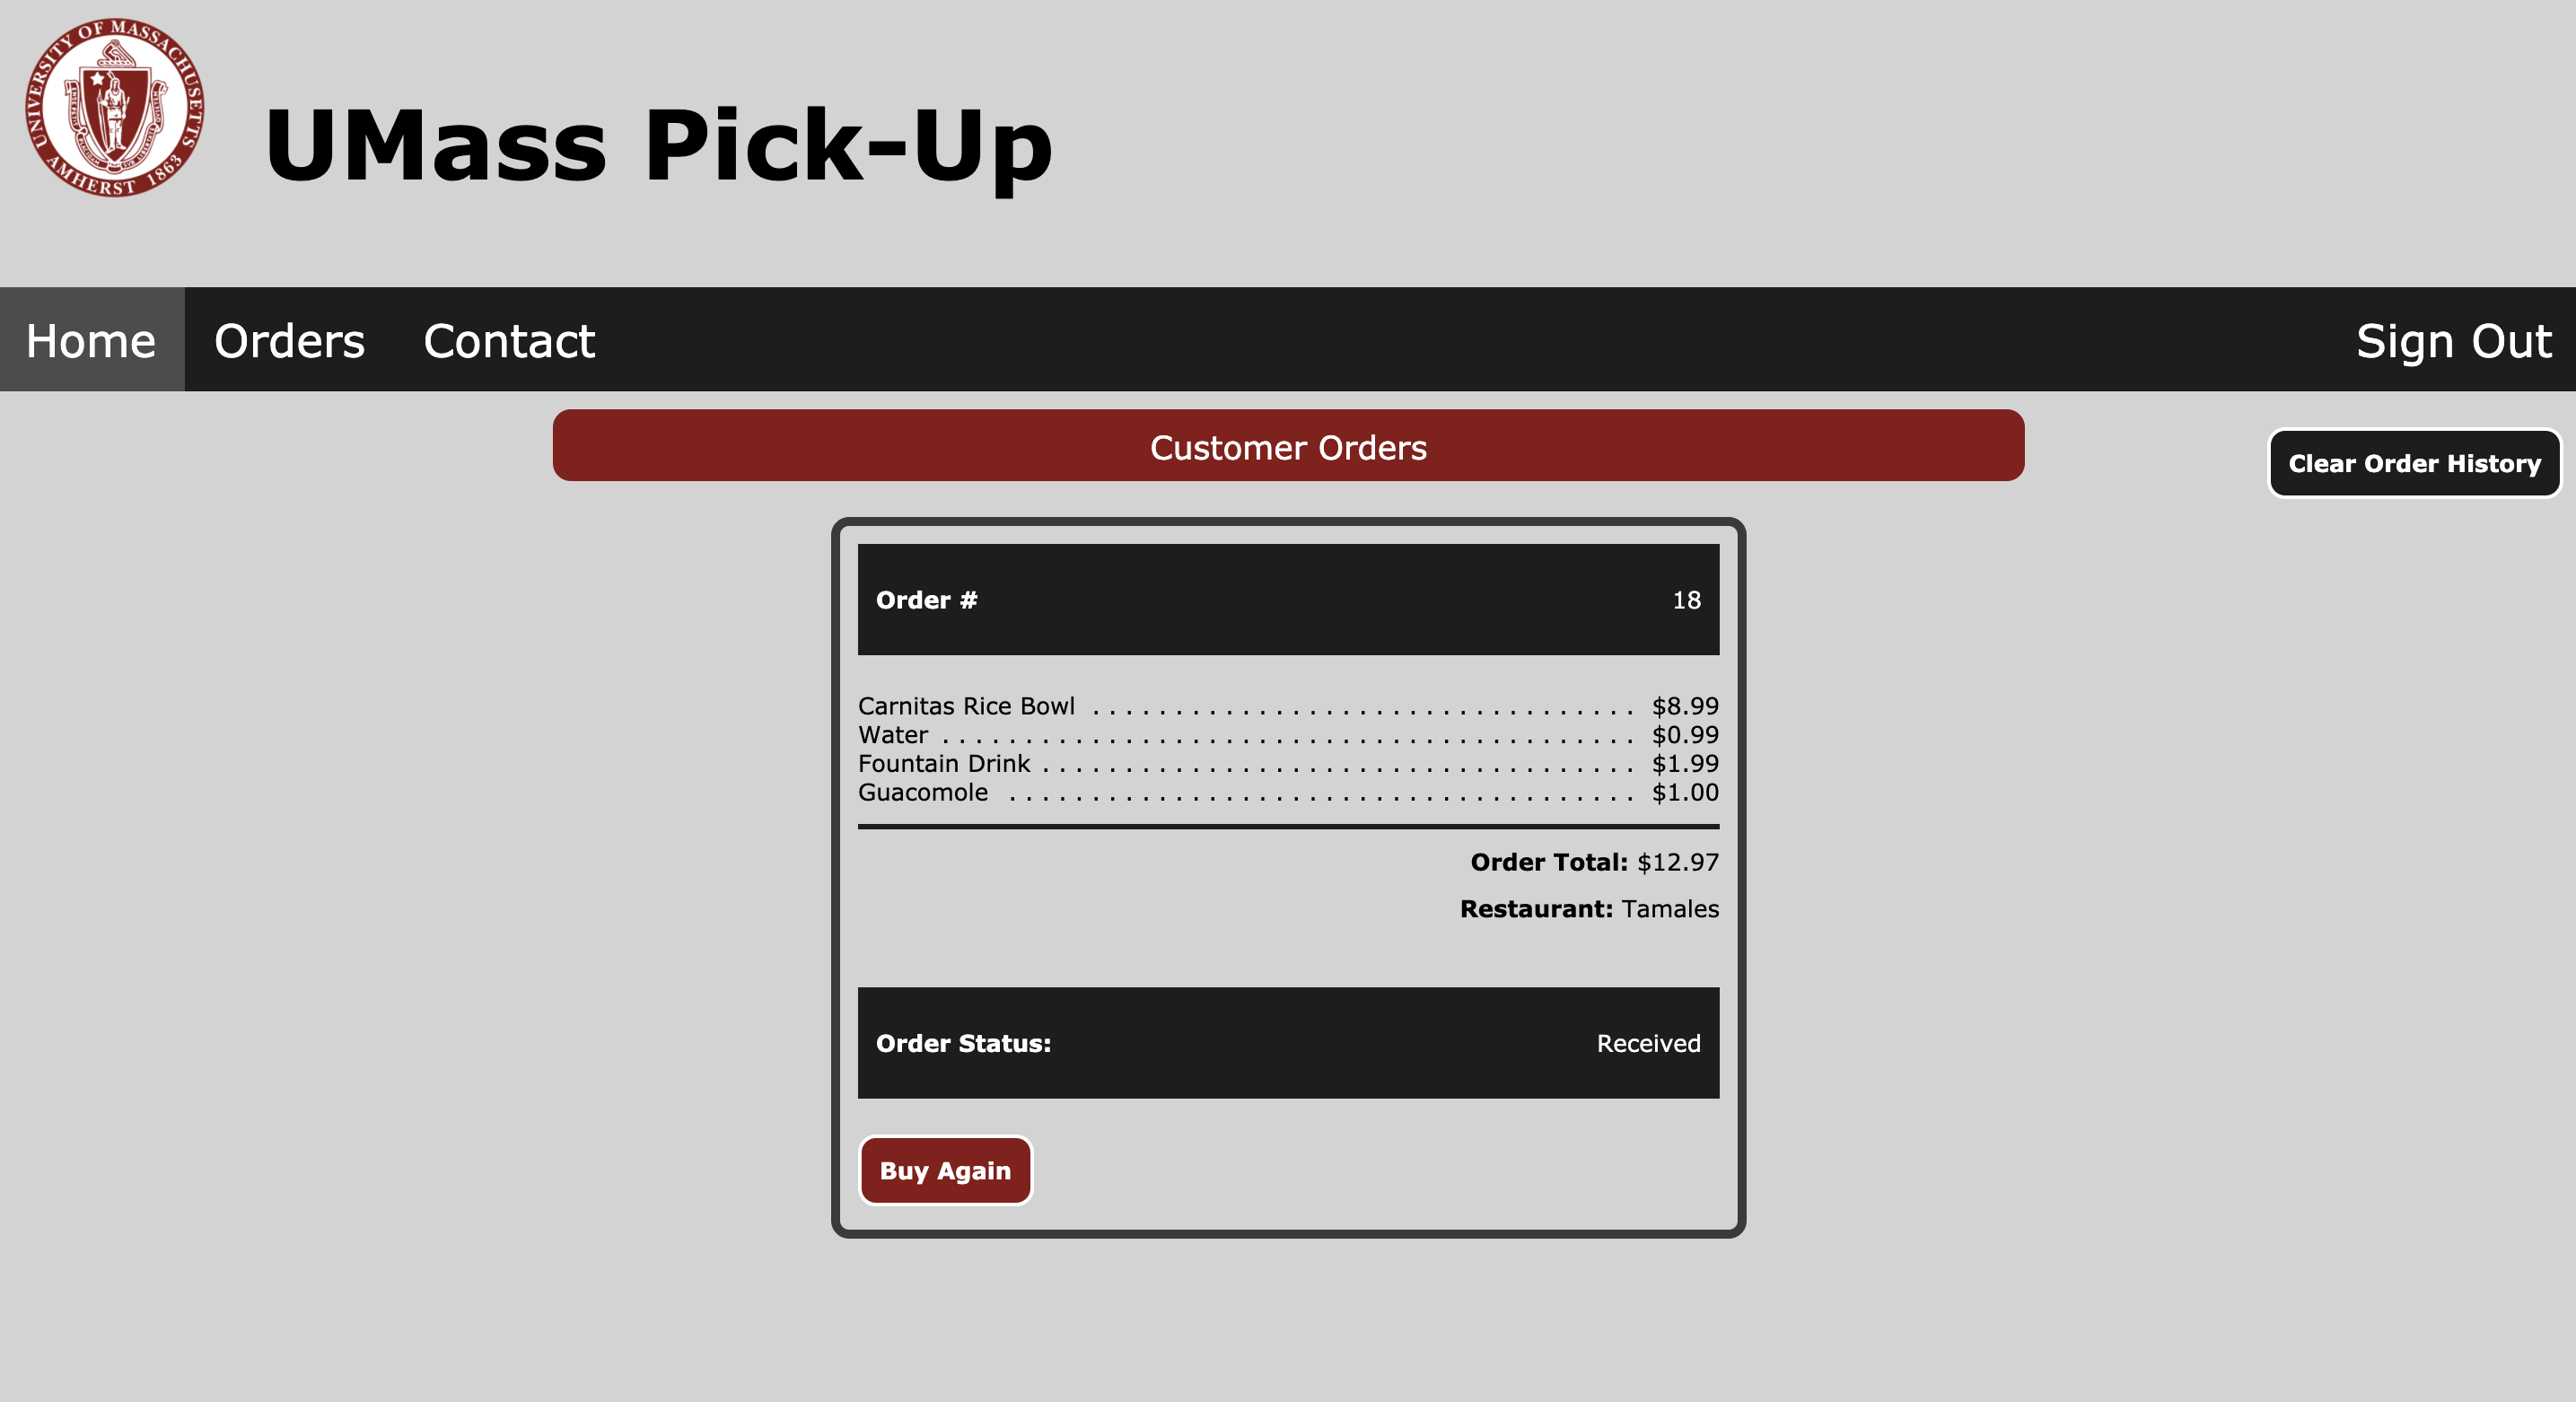 UNIVERSITY OF MASSACHUSETTS
AMHERST 1863
UMass Pick-Up
Home Orders Contact Sign Out
Customer Orders
Clear Order History
Order # 18
Carnitas Rice Bowl . . . . . . . . . . . . . . . . . . . . . . . . . . . . . . . . . $8.99
Water . . . . . . . . . . . . . . . . . . . . . . . . . . . . . . . . . . . . . . . . . . $0.99
Fountain Drink . . . . . . . . . . . . . . . . . . . . . . . . . . . . . . . . . . . . $1.99
Guacomole . . . . . . . . . . . . . . . . . . . . . . . . . . . . . . . . . . . . . . $1.00
Order Total: $12.97
Restaurant: Tamales
Order Status: Received
Buy Again